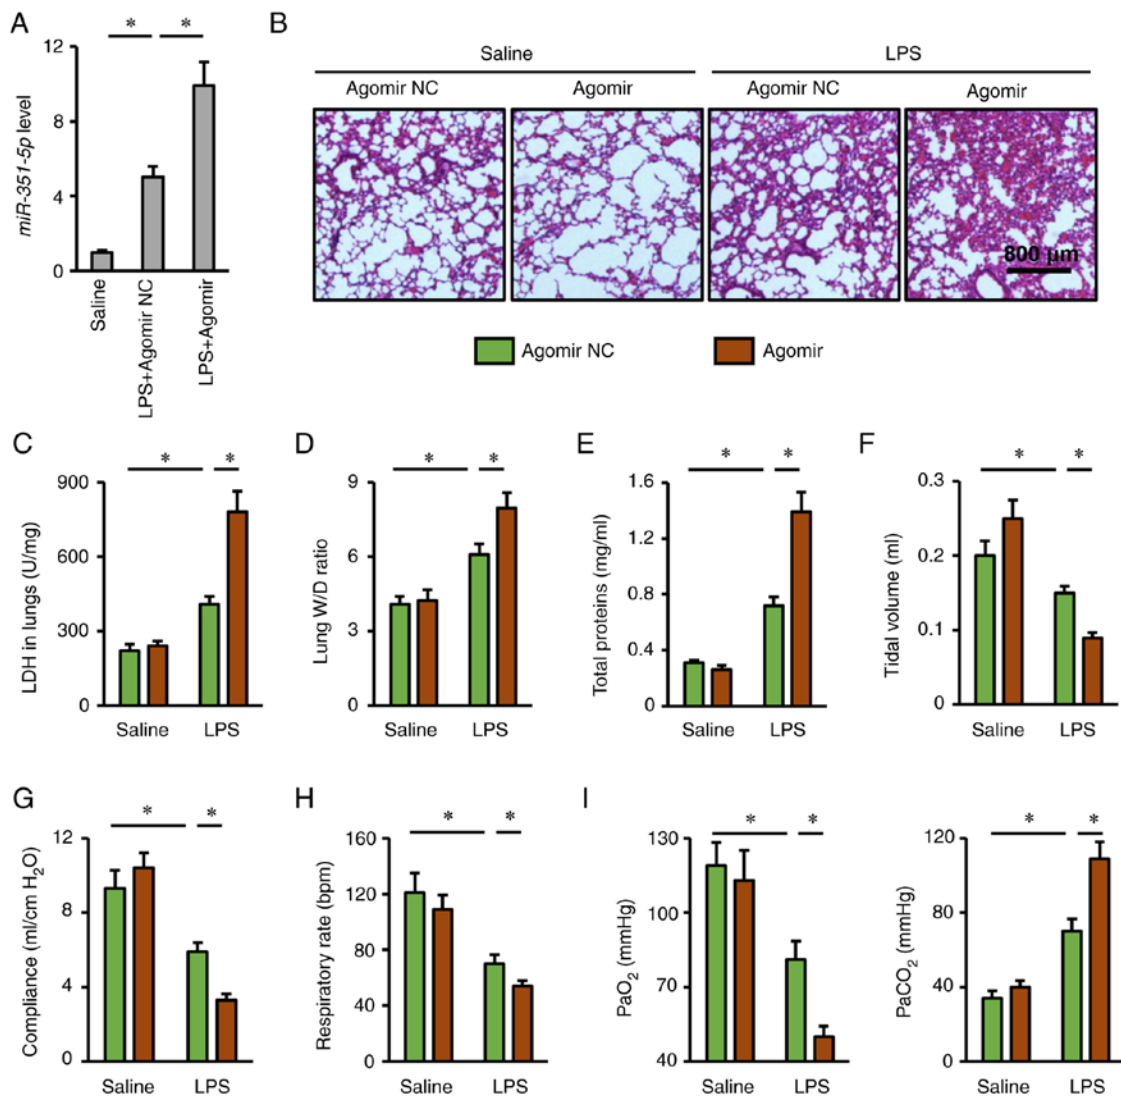 A
* *
12
8
4
0
miR-351-5p level
Saline
LPS+Agomir NC
LPS+Agomir
B
Saline LPS
Agomir NC Agomir Agomir NC Agomir
800 µm
Agomir NC Agomir
C
* *
900
600
300
0
LDH in lungs (U/mg)
Saline LPS
D
* *
9
6
3
0
Lung W/D ratio
Saline LPS
E
* *
1.6
1.2
0.8
0.4
0
Total proteins (mg/ml)
Saline LPS
F
* *
0.3
0.2
0.1
0
Tidal volume (ml)
Saline LPS
G
* *
12
8
4
0
Compliance (ml/cm H₂O)
Saline LPS
H
* *
160
120
80
40
0
Respiratory rate (bpm)
Saline LPS
I
* *
130
100
70
40
PaO₂ (mmHg)
Saline LPS
* *
120
80
40
0
PaCO₂ (mmHg)
Saline LPS